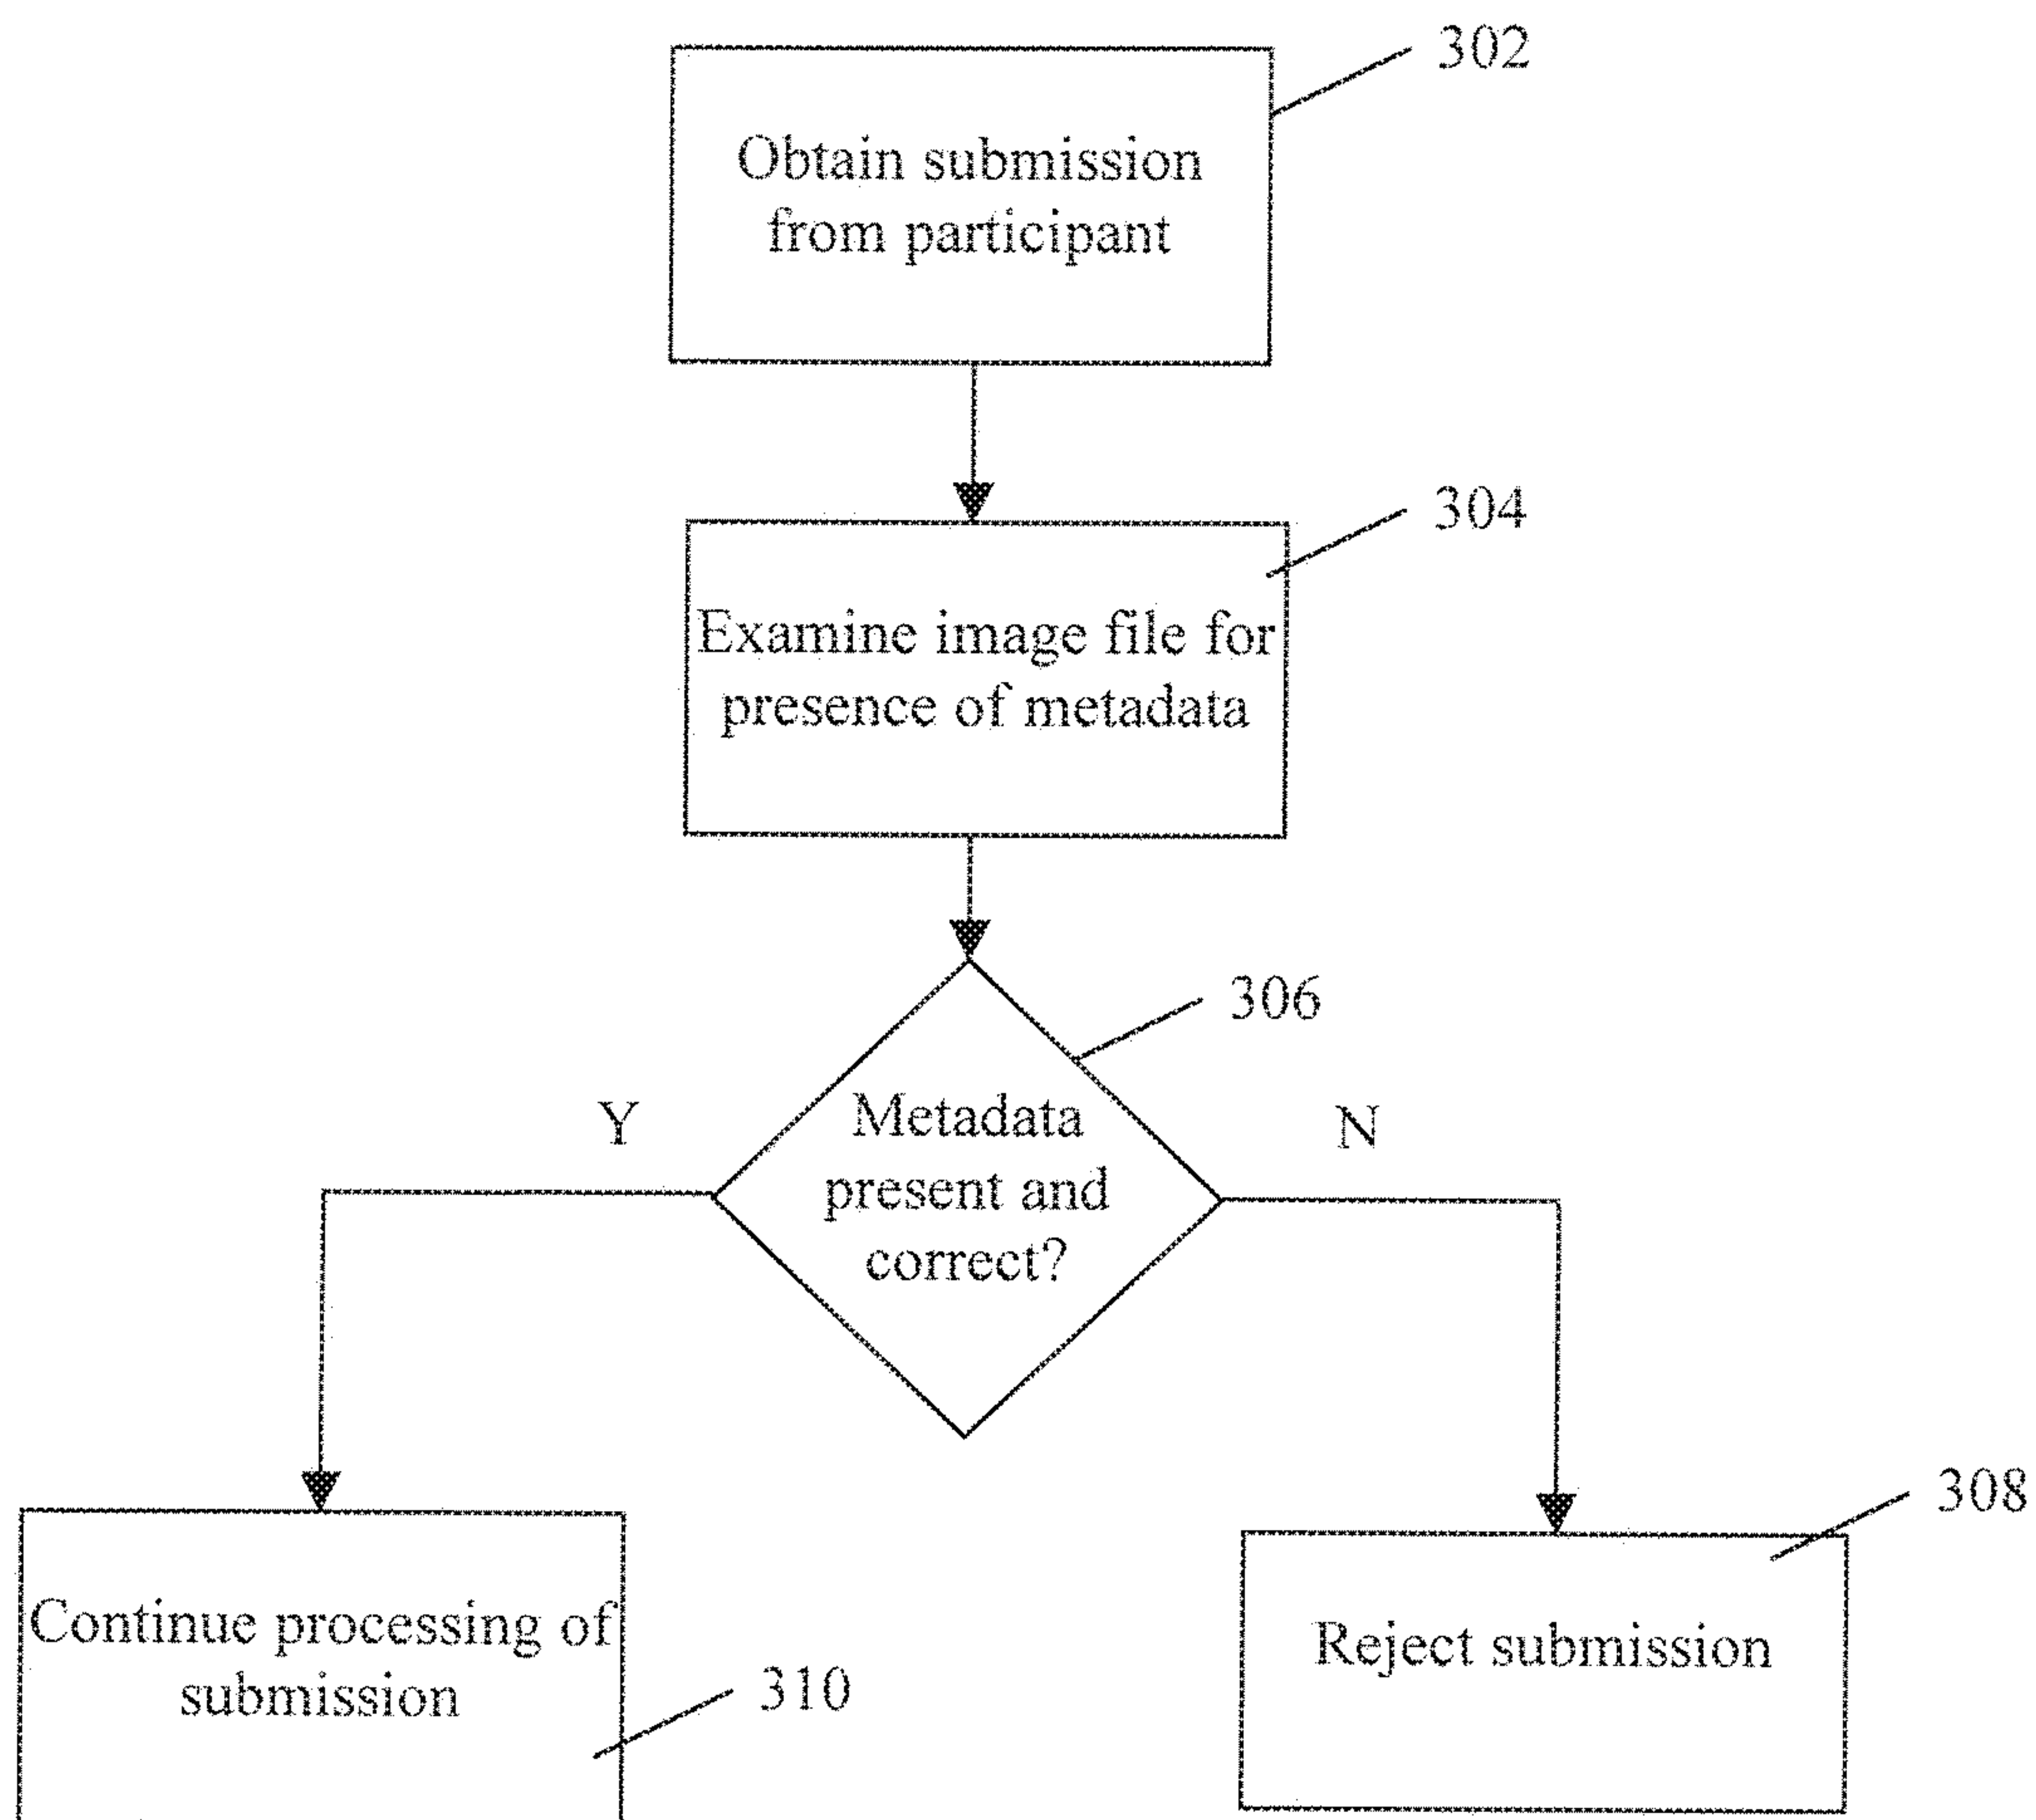 302
Obtain submission
from participant
304
Examine image file for
presence of metadata
306
Y
Metadata
present and
correct?
N
308
Continue processing of
submission
310
Reject submission